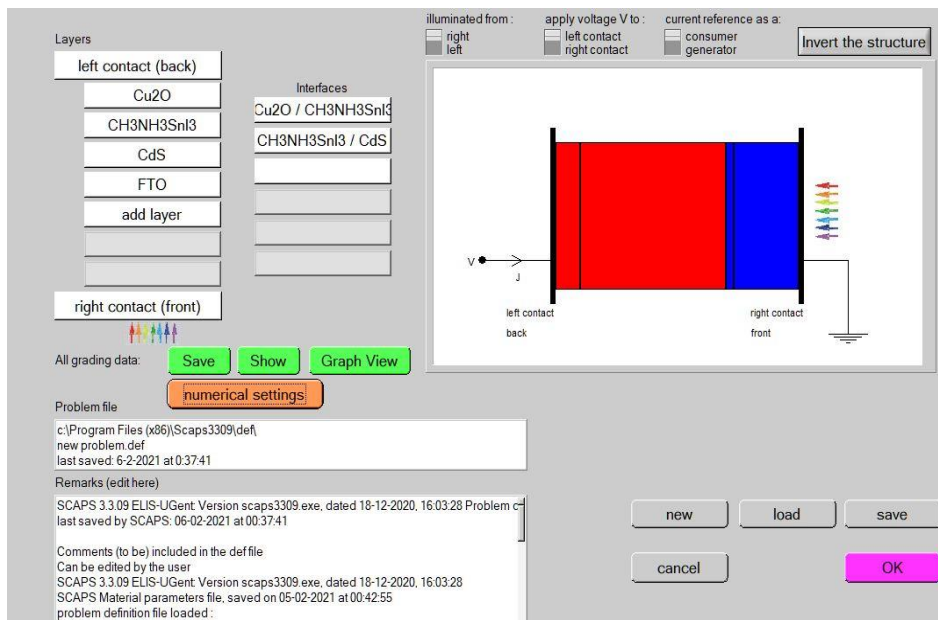 illuminated from :
right
left
apply voltage V to :
left contact
right contact
current reference as a:
consumer
generator
Invert the structure
Layers
left contact (back)
Cu2O
CH3NH3SnI3
CdS
FTO
add layer
right contact (front)
Interfaces
Cu2O / CH3NH3SnI3
CH3NH3SnI3 / CdS
V
J
left contact
back
right contact
front
All grading data:
Save
Show
Graph View
numerical settings
Problem file
c:\Program Files (x86)\Scaps3309\def\
new problem.def
last saved: 6-2-2021 at 0:37:41
Remarks (edit here)
SCAPS 3.3.09 ELIS-UGent: Version scaps3309.exe, dated 18-12-2020, 16:03:28 Problem c
last saved by SCAPS: 06-02-2021 at 00:37:41
Comments (to be) included in the def file
Can be edited by the user
SCAPS 3.3.09 ELIS-UGent: Version scaps3309.exe, dated 18-12-2020, 16:03:28
SCAPS Material parameters file, saved on 05-02-2021 at 00:42:55
problem definition file loaded :
new
load
save
cancel
OK